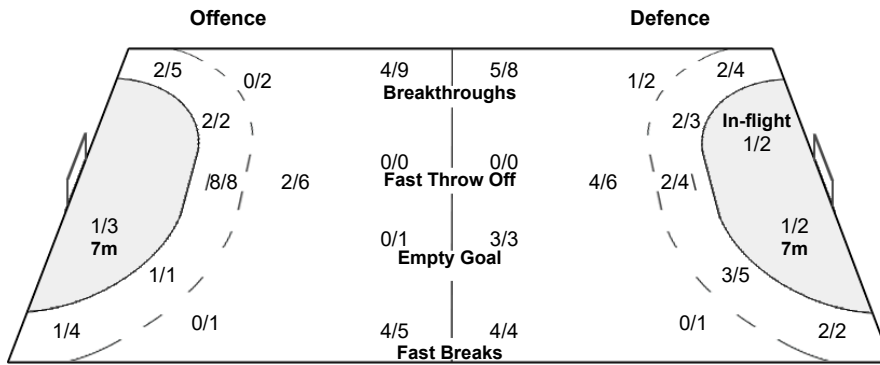 Offence Defence
2/5 0/2 4/9 5/8 1/2 2/4
Breakthroughs
2/2 2/3 In-flight
1/2
0/0 0/0
8/8 2/6 Fast Throw Off 4/6 2/4
1/3 1/2
7m 0/1 3/3 7m
Empty Goal
1/1 3/5
1/4 0/1 4/5 4/4 0/1 2/2
Fast Breaks